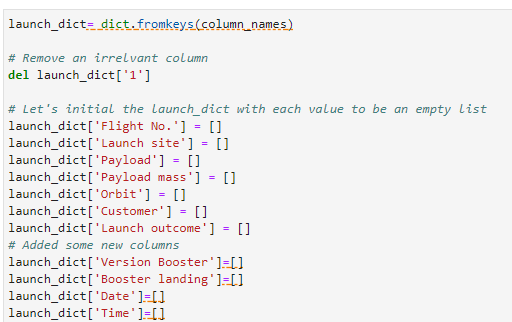 launch_dict= dict.fromkeys(column_names)
# Remove an irrelvant column
del launch_dict['1']
# Let's initial the launch_dict with each value to be an empty list
launch_dict['Flight No.'] = []
launch_dict['Launch site'] = []
launch_dict['Payload'] = []
launch_dict['Payload mass'] = []
launch_dict['Orbit'] = []
launch_dict['Customer'] = []
launch_dict['Launch outcome'] = []
# Added some new columns
launch_dict['Version Booster']=[]
launch_dict['Booster landing']=[]
launch_dict['Date']=[]
launch_dict['Time']=[]